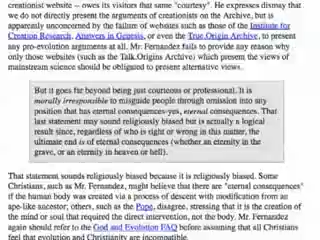 creationist website -- owes its visitors that same "courtesy". He expresses dismay that
we do not directly present the arguments of creationists on the Archive, but is
apparently unconcerned by the failure of websites such as those of the Institute for
Creation Research, Answers in Genesis, or even the True.Origin Archive, to present
any pro-evolution arguments at all. Mr. Fernandez fails to provide any reason why
only those websites (such as the Talk.Origins Archive) which present the views of
mainstream science should be obligated to present alternative views.
But it goes far beyond being just courteous or professional. It is
morally irresponsible to misguide people through omission into any
position that has eternal consequences-yes, eternal consequences. That
last statement may sound religiously biased but is actually a logical
result since, regardless of who is right or wrong in this matter, the
ultimate end is of eternal consequences (whether an eternity in the
grave, or an eternity in heaven or hell).
That statement sounds religiously biased because it is religiously biased. Some
Christians, such as Mr. Fernandez, might believe that there are "eternal consequences"
if the human body was created via a process of descent with modification from an
ape-like ancestor; others, such as the Pope, disagree, stressing that it is the creation of
the mind or soul that required the direct intervention, not the body. Mr. Fernandez
again should refer to the God and Evolution FAQ before assuming that all Christians
feel that evolution and Christianity are incompatible.